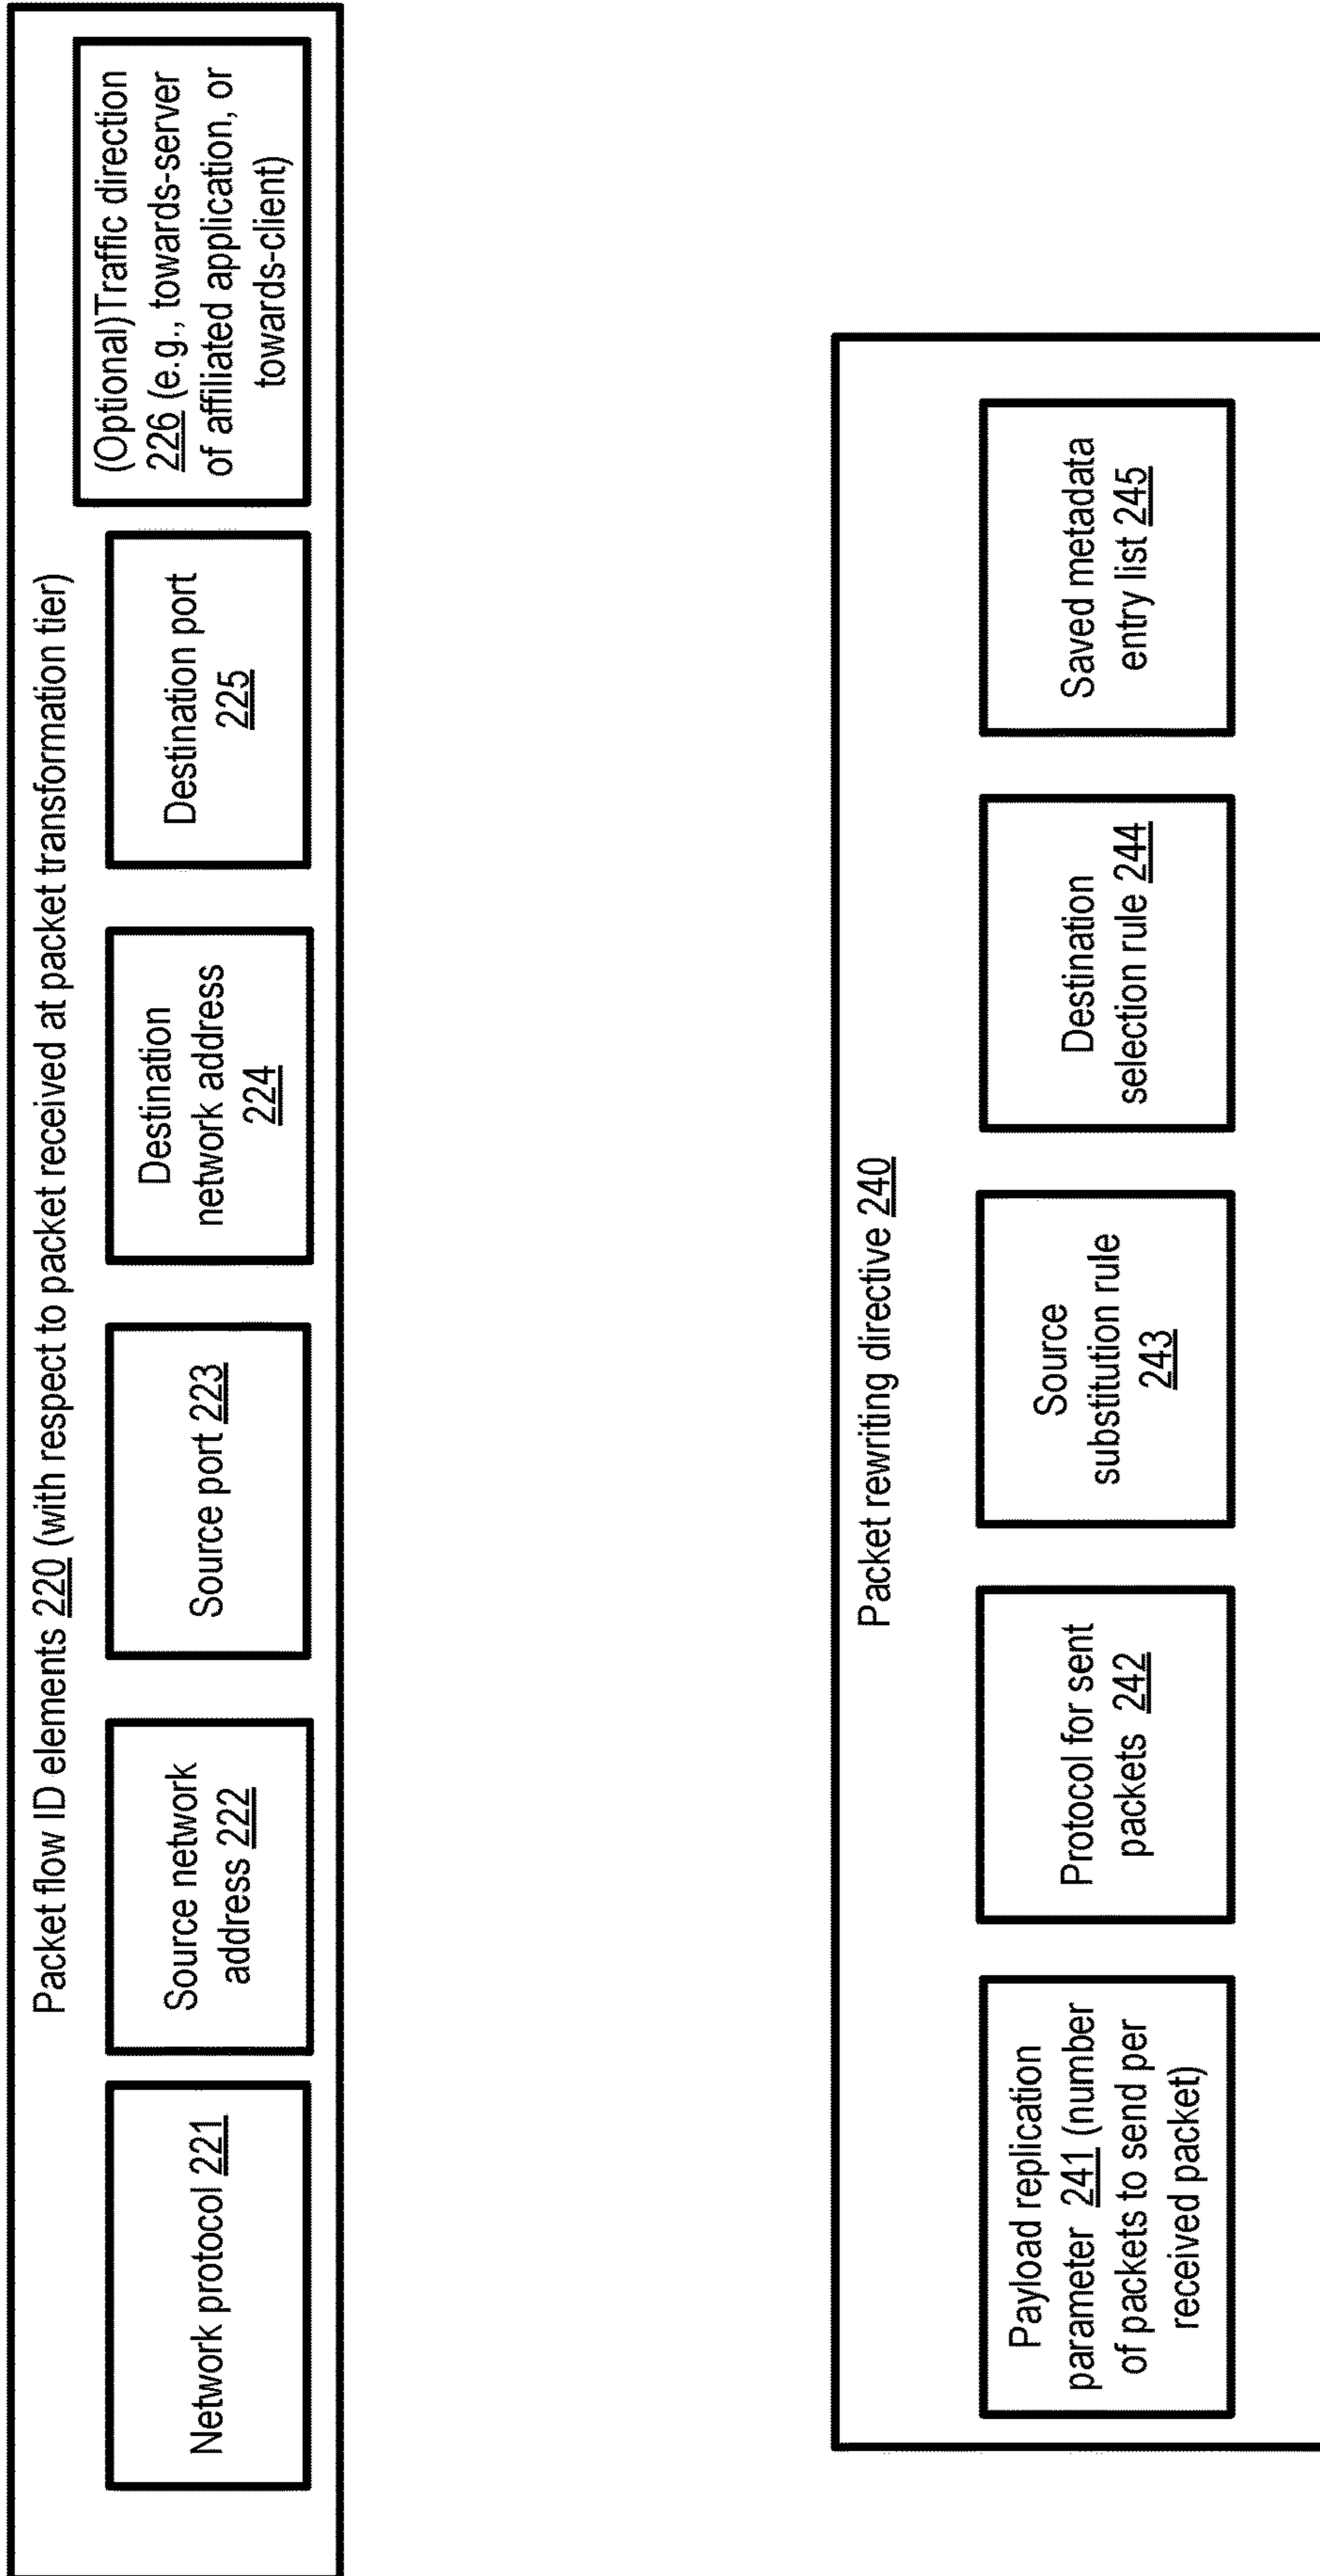 Packet flow ID elements 220 (with respect to packet received at packet transformation tier)
Network protocol 221
Source network
address 222
Source port 223
Destination
network address
224
Destination port
225
(Optional)Traffic direction
226 (e.g., towards-server
of affiliated application, or
towards-client)
Packet rewriting directive 240
Payload replication
parameter 241 (number
of packets to send per
received packet)
Protocol for sent
packets 242
Source
substitution rule
243
Destination
selection rule 244
Saved metadata
entry list 245